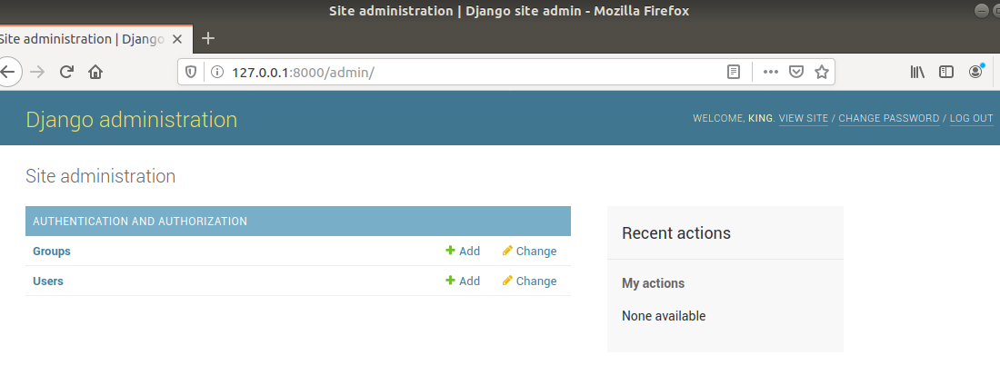 Site administration | Django site admin - Mozilla Firefox
Site administration | Django
127.0.0.1:8000/admin/
Django administration
WELCOME, KING. VIEW SITE / CHANGE PASSWORD / LOG OUT
Site administration
AUTHENTICATION AND AUTHORIZATION
Groups Add Change
Users Add Change
Recent actions
My actions
None available